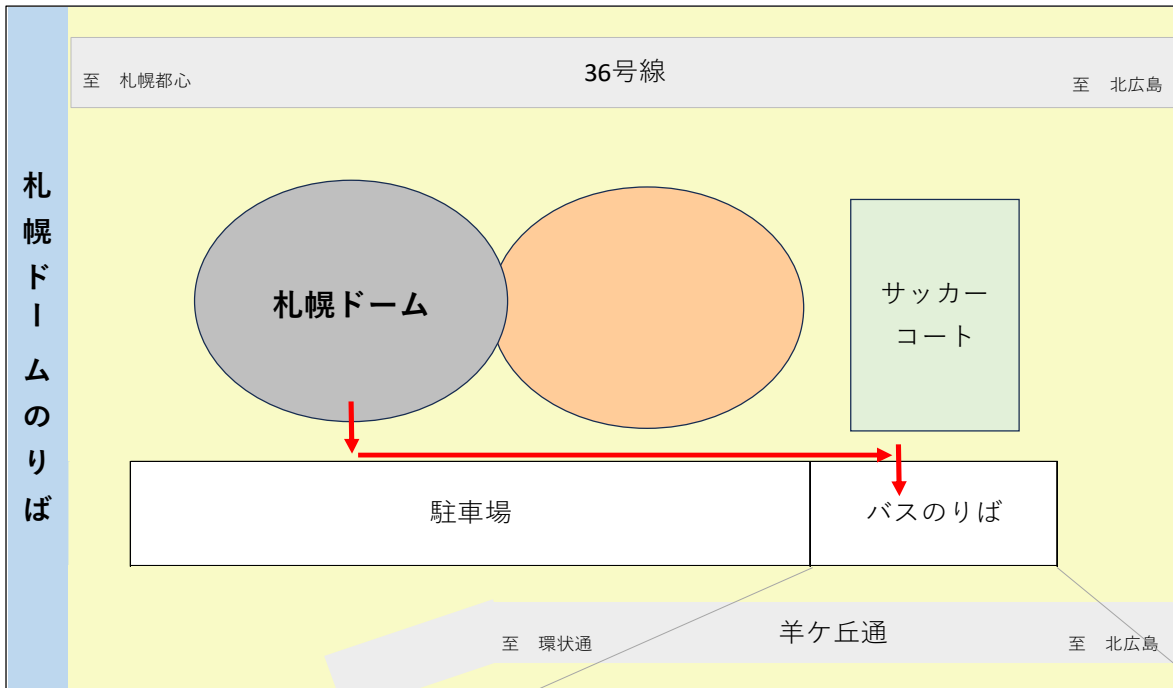 札幌ドームのりば
36号線
至　札幌都心
至　北広島
札幌ドーム
サッカー
コート
駐車場
バスのりば
羊ケ丘通
至　環状通
至　北広島